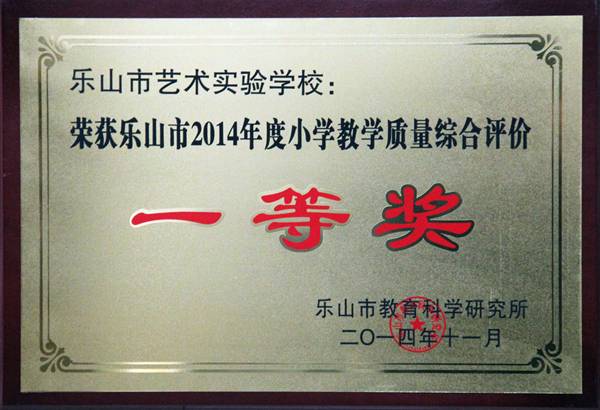 乐山市艺术实验学校：
荣获乐山市2014年度小学教学质量综合评价
一等奖
乐山市教育科学研究所
二〇一四年十一月